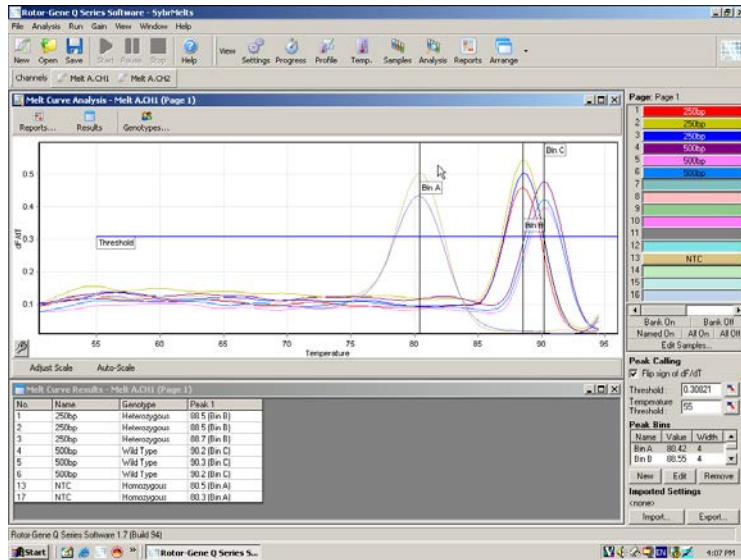 Rotor-Gene Q Series Software - SybrMelts
File Analysis Run Gain View Window Help
New Open Save Start Pause Stop Help View Settings Progress Profile Temp. Samples Analysis Reports Arrange
Channels Melt A.CH1 Melt A.CH2
Melt Curve Analysis - Melt A.CH1 (Page 1)
Reports... Results Genotypes...
Bin C
Bin A
Bin B
Threshold
dF/dT
0.5
0.4
0.3
0.2
0.1
55 60 65 70 75 80 85 90 95
Temperature
Adjust Scale Auto-Scale
Melt Curve Results - Melt A.CH1 (Page 1)
No. Name Genotype Peak 1
1 250bp Heterozygous 88.5 (Bin B)
2 250bp Heterozygous 88.5 (Bin B)
3 250bp Heterozygous 88.7 (Bin B)
4 500bp Wild Type 90.2 (Bin C)
5 500bp Wild Type 90.3 (Bin C)
6 500bp Wild Type 90.2 (Bin C)
13 NTC Homozygous 80.5 (Bin A)
17 NTC Homozygous 80.3 (Bin A)
Page: Page 1
1 250bp
2 250bp
3 250bp
4 500bp
5 500bp
6 500bp
7
8
9
10
11
12
13 NTC
14
15
16
Bank On Bank Off
Named On All On All Off
Edit Samples...
Peak Calling
Flip sign of dF/dT
Threshold: 0.30821
Temperature Threshold: 55
Peak Bins
Name Value Width
Bin A 80.42 4
Bin B 88.55 4
New Edit Remove
Imported Settings
<none>
Import... Export...
Rotor-Gene Q Series Software 1.7 (Build 94)
Start Rotor-Gene Q Series S... EN 4:07 PM